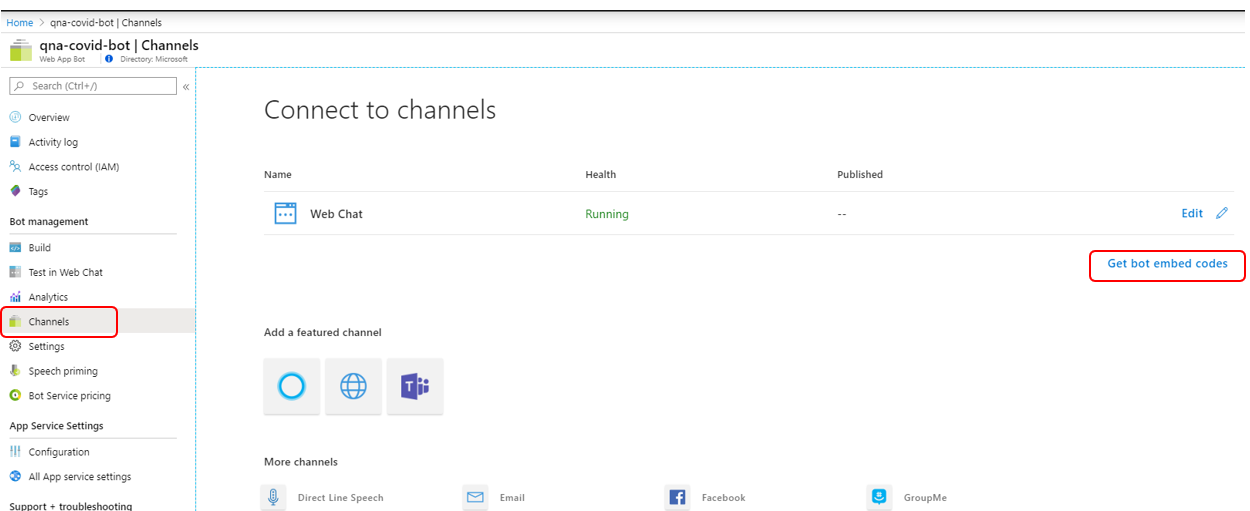 Home > qna-covid-bot | Channels
qna-covid-bot | Channels
Web App Bot Directory: Microsoft
Search (Ctrl+/) «
Overview
Activity log
Access control (IAM)
Tags
Bot management
Build
Test in Web Chat
Analytics
Channels
Settings
Speech priming
Bot Service pricing
App Service Settings
Configuration
All App service settings
Support + troubleshooting
Connect to channels
Name Health Published
Web Chat Running -- Edit
Get bot embed codes
Add a featured channel
More channels
Direct Line Speech Email Facebook GroupMe